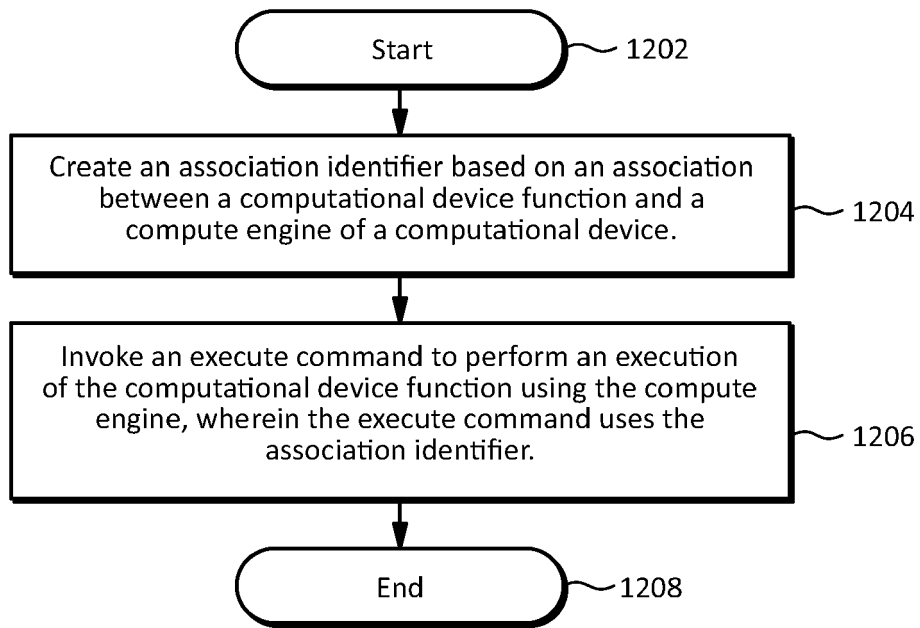 Start
1202
Create an association identifier based on an association
between a computational device function and a
compute engine of a computational device.
1204
Invoke an execute command to perform an execution
of the computational device function using the compute
engine, wherein the execute command uses the
association identifier.
1206
End
1208